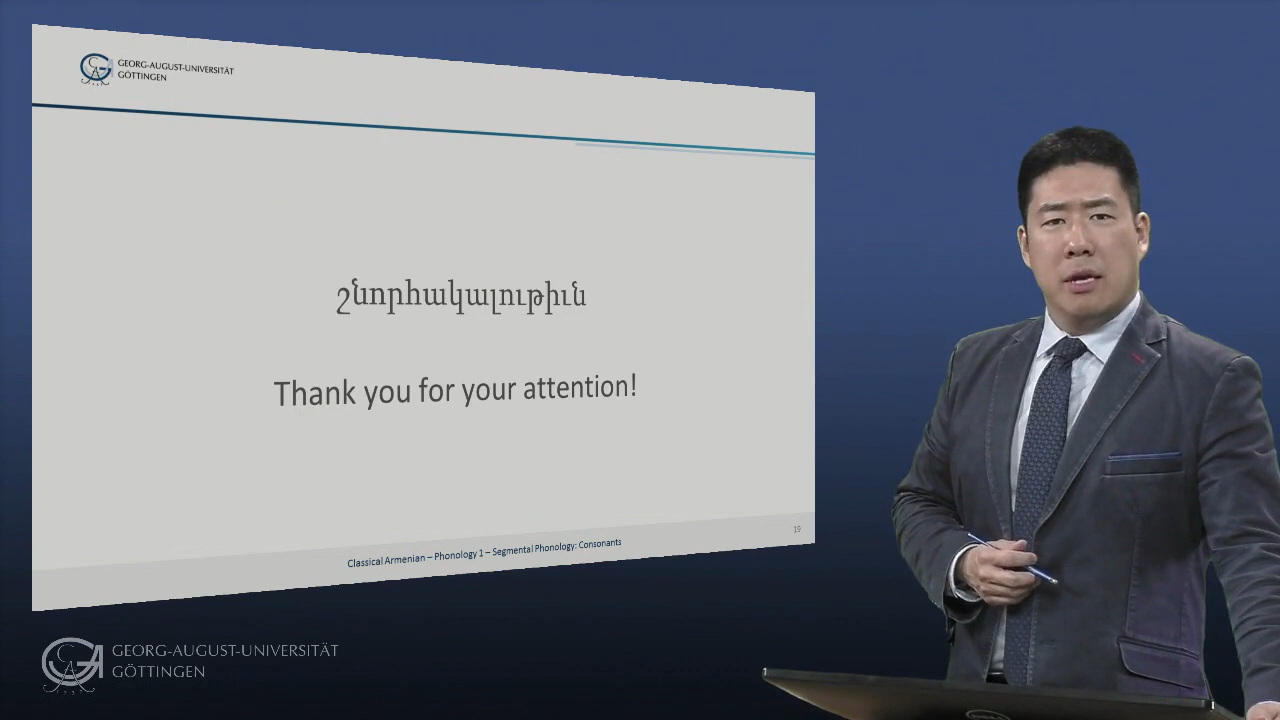 GEORG-AUGUST-UNIVERSITÄT
GÖTTINGEN
շնորհակալութիւն
Thank you for your attention!
19
Classical Armenian – Phonology 1 – Segmental Phonology: Consonants
GEORG-AUGUST-UNIVERSITÄT
GÖTTINGEN